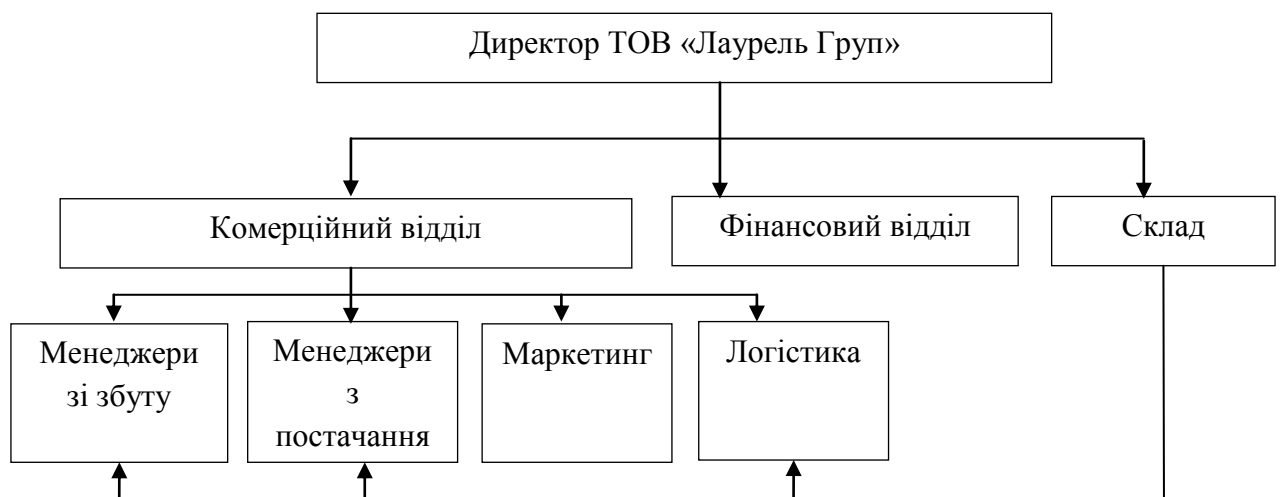 Директор ТОВ «Лаурель Груп»
Комерційний відділ
Фінансовий відділ
Склад
Менеджери
зі збуту
Менеджери
з
постачання
Маркетинг
Логістика